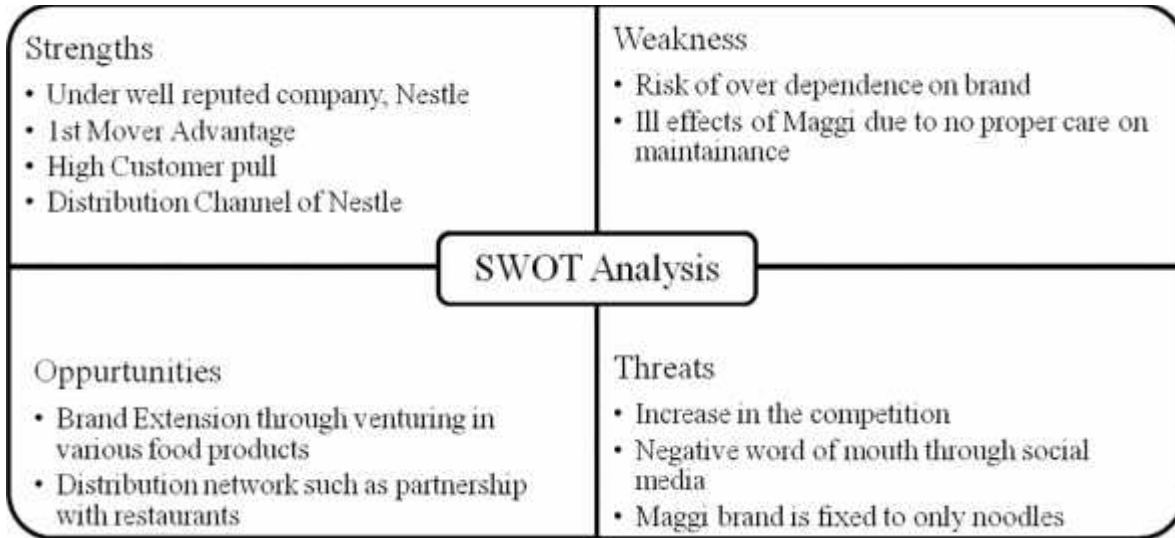 Strengths
• Under well reputed company, Nestle
• 1st Mover Advantage
• High Customer pull
• Distribution Channel of Nestle
Weakness
• Risk of over dependence on brand
• Ill effects of Maggi due to no proper care on
maintainance
SWOT Analysis
Oppurtunities
• Brand Extension through venturing in
various food products
• Distribution network such as partnership
with restaurants
Threats
• Increase in the competition
• Negative word of mouth through social
media
• Maggi brand is fixed to only noodles